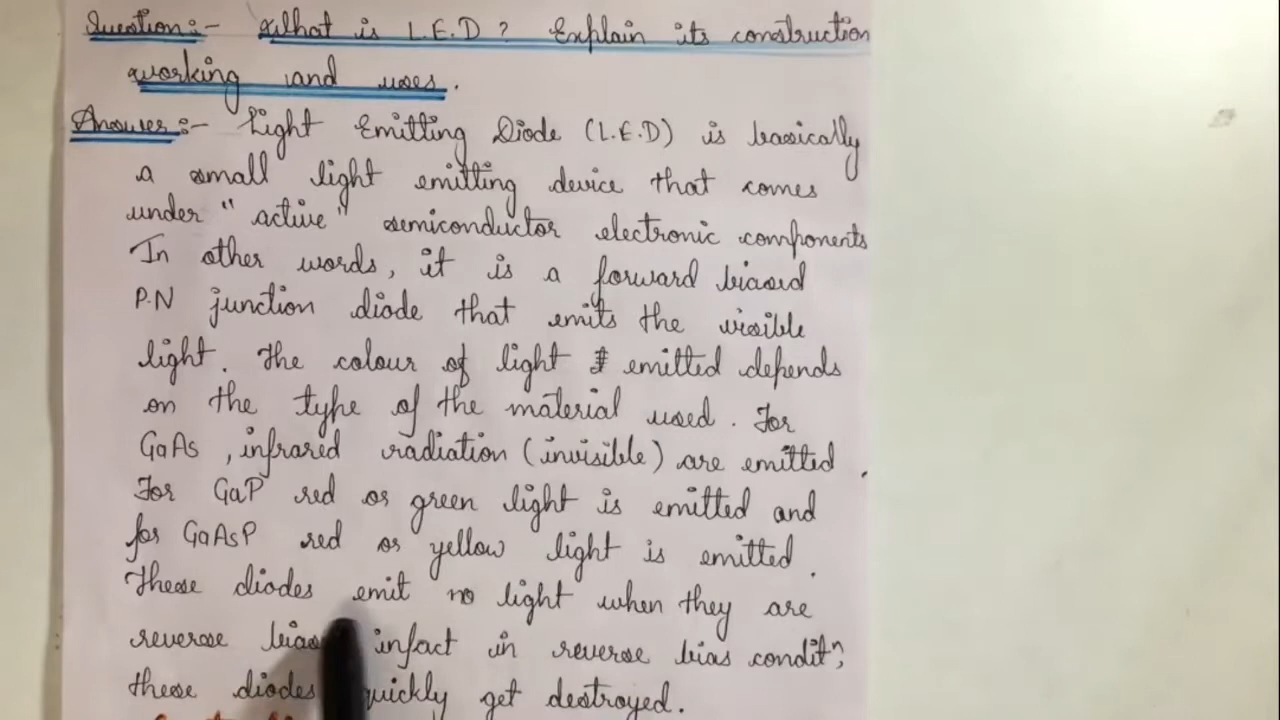 Question:- What is L.E.D? Explain its construction
working and uses.
Answer:- Light Emitting Diode (L.E.D) is basically
a small light emitting device that comes
under "active" semiconductor electronic components
In other words, it is a forward biased
P.N junction diode that emits the visible
light. The colour of light emitted depends
on the type of the material used. For
GaAs, infrared radiation (invisible) are emitted.
For GaP red or green light is emitted and
for GaAsP red or yellow light is emitted.
These diodes emit no light when they are
reverse infact in reverse bias conditn,
these diodes quickly get destroyed.